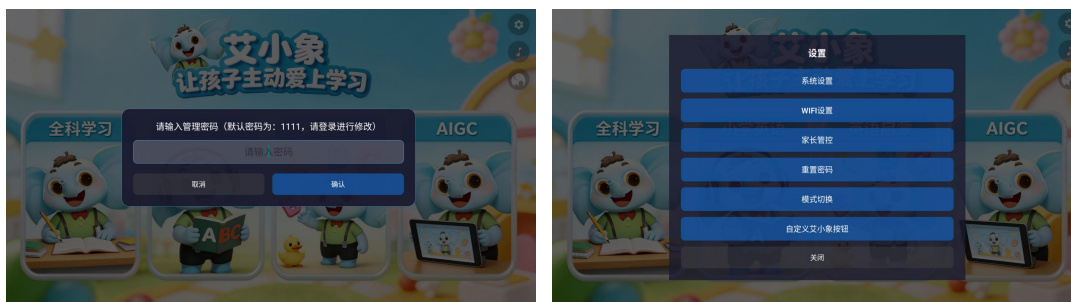 艾小象
让孩子主动爱上学习
全科学习
AIGC
请输入管理密码（默认密码为：1111，请登录进行修改）
请输入密码
取消
确认
ABC
艾小象
设置
系统设置
WIFI设置
家长管控
重置密码
模式切换
自定义艾小象按钮
关闭
全科学习
AIGC